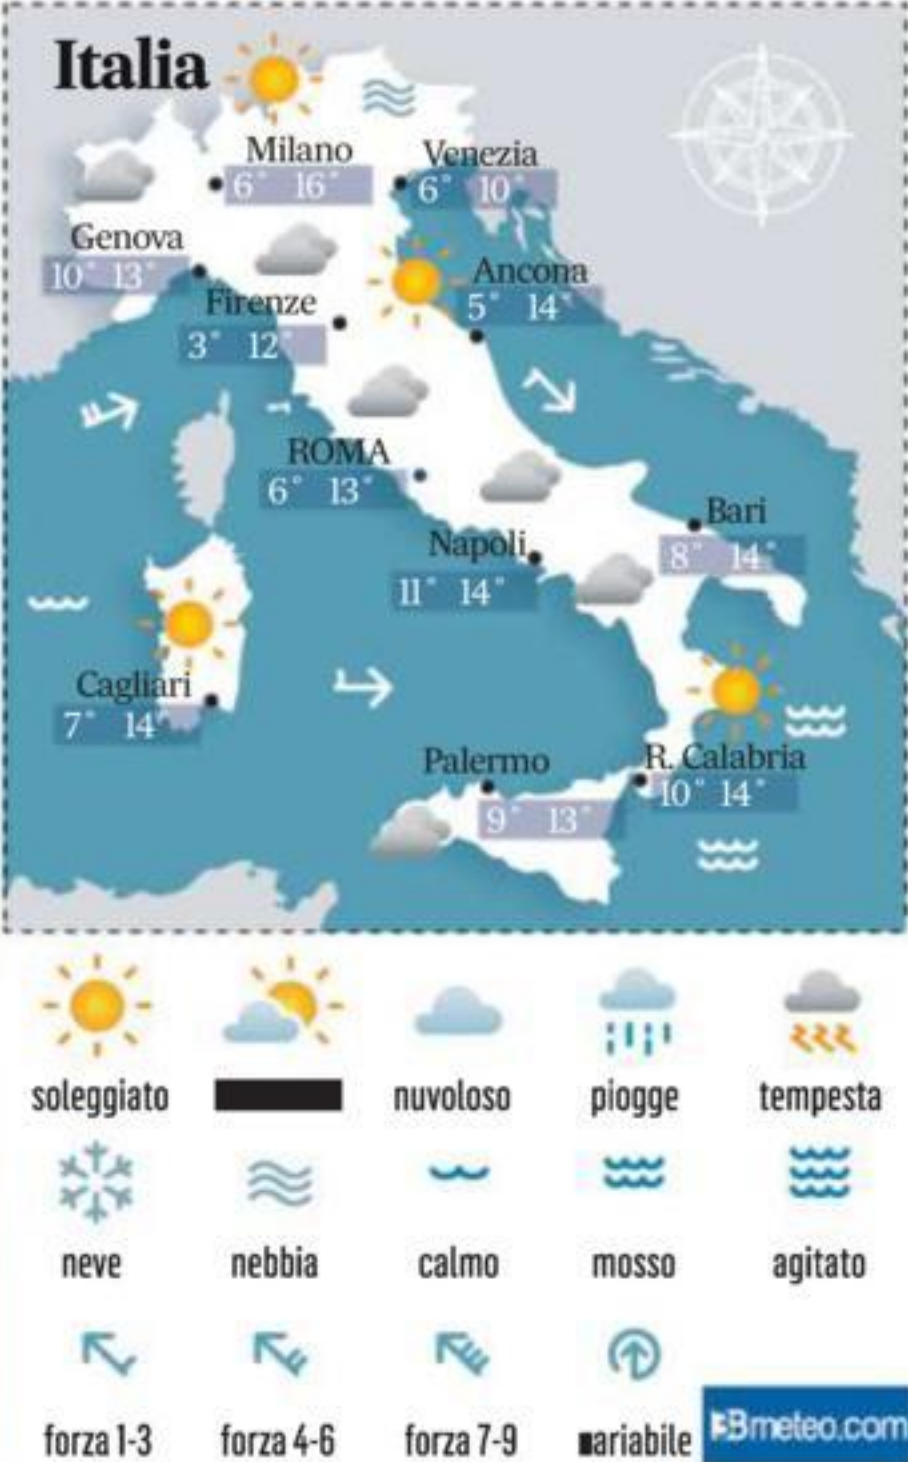 Italia
Milano
6° 16°
Venezia
6° 10°
Genova
10° 13°
Firenze
3° 12°
Ancona
5° 14°
ROMA
6° 13°
Bari
8° 14°
Napoli
11° 14°
Cagliari
7° 14°
Palermo
9° 13°
R. Calabria
10° 14°
soleggiato
nuvoloso
piogge
tempesta
neve
nebbia
calmo
mosso
agitato
forza 1-3
forza 4-6
forza 7-9
ariabile
3Bmeteo.com